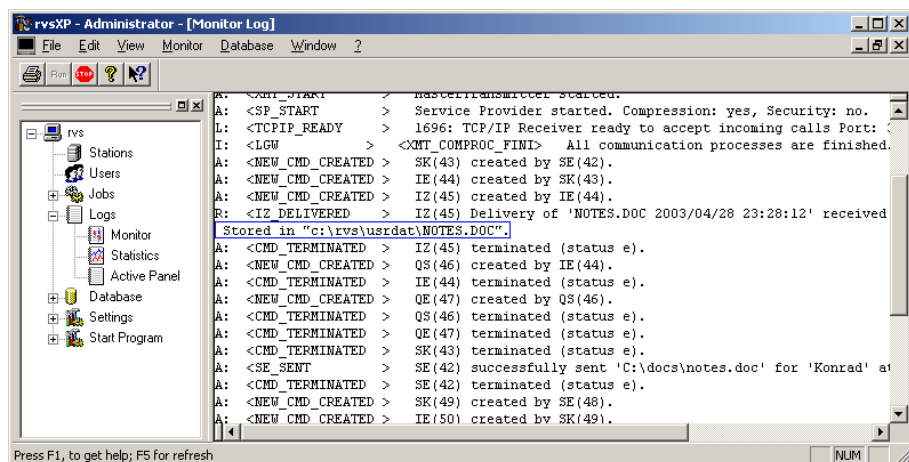 rvsXP - Administrator - [Monitor Log]
File Edit View Monitor Database Window ?
Run STOP ? ?
rvs
Stations
Users
Jobs
Logs
Monitor
Statistics
Active Panel
Database
Settings
Start Program
A: <XMT_START > MasterTransmitter started.
A: <SP_START > Service Provider started. Compression: yes, Security: no.
L: <TCPIP_READY > 1696: TCP/IP Receiver ready to accept incoming calls Port:
I: <LGW > <XMT_COMPROC_FINI> All communication processes are finished.
A: <NEW_CMD_CREATED > SK(43) created by SE(42).
A: <NEW_CMD_CREATED > IE(44) created by SK(43).
A: <NEW_CMD_CREATED > IZ(45) created by IE(44).
R: <IZ_DELIVERED > IZ(45) Delivery of 'NOTES.DOC 2003/04/28 23:28:12' received
Stored in "c:\rvs\usrdat\NOTES.DOC".
A: <CMD_TERMINATED > IZ(45) terminated (status e).
A: <NEW_CMD_CREATED > QS(46) created by IE(44).
A: <CMD_TERMINATED > IE(44) terminated (status e).
A: <NEW_CMD_CREATED > QE(47) created by QS(46).
A: <CMD_TERMINATED > QS(46) terminated (status e).
A: <CMD_TERMINATED > QE(47) terminated (status e).
A: <CMD_TERMINATED > SK(43) terminated (status e).
A: <SE_SENT > SE(42) successfully sent 'C:\docs\notes.doc' for 'Konrad' at
A: <CMD_TERMINATED > SE(42) terminated (status e).
A: <NEW_CMD_CREATED > SK(49) created by SE(48).
A: <NEW_CMD_CREATED > IE(50) created by SK(49).
Press F1, to get help; F5 for refresh
NUM